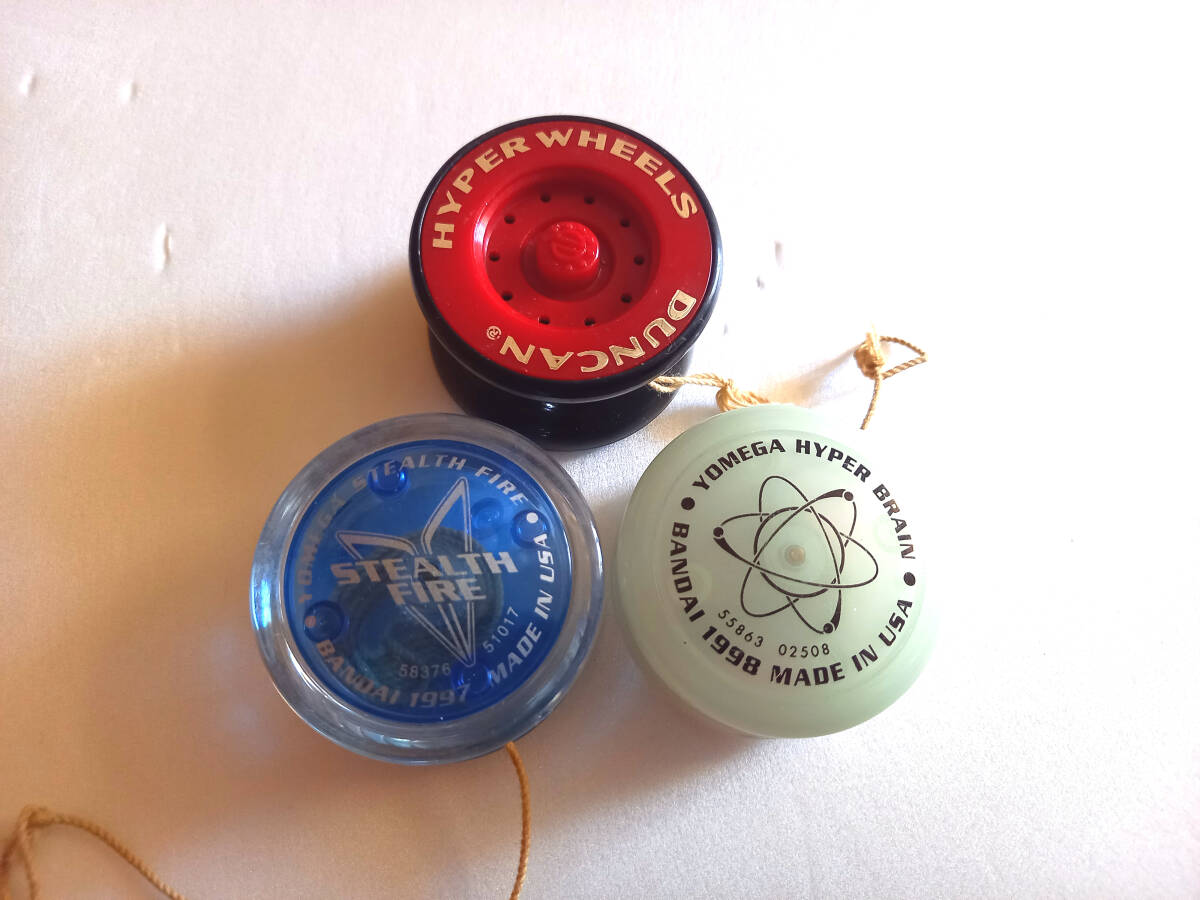 HYPER WHEELS
DUNCAN®
YOMEGA STEALTH FIRE •
STEALTH
FIRE
58376 51017
• BANDAI 1997 MADE IN USA
• YOMEGA HYPER BRAIN •
55863 02508
BANDAI 1998 MADE IN USA